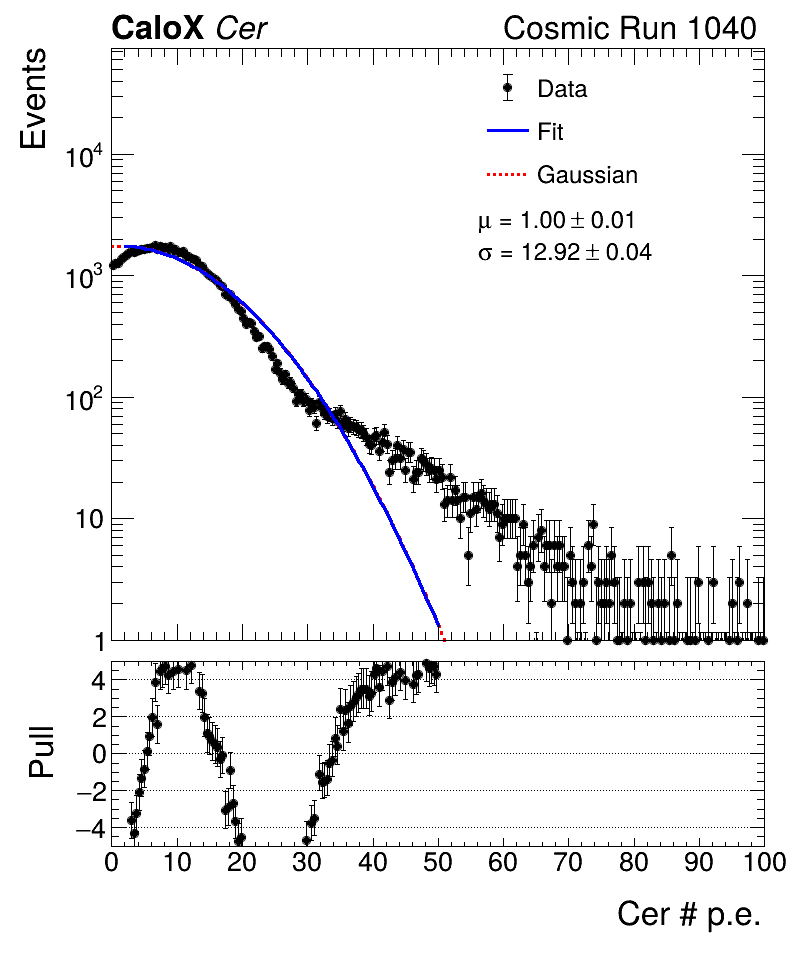 CaloX Cer Cosmic Run 1040
Events
Data
Fit
Gaussian
μ = 1.00 ± 0.01
σ = 12.92 ± 0.04
10⁴
10³
10²
10
1
Pull
4
2
0
−2
−4
0 10 20 30 40 50 60 70 80 90 100
Cer # p.e.